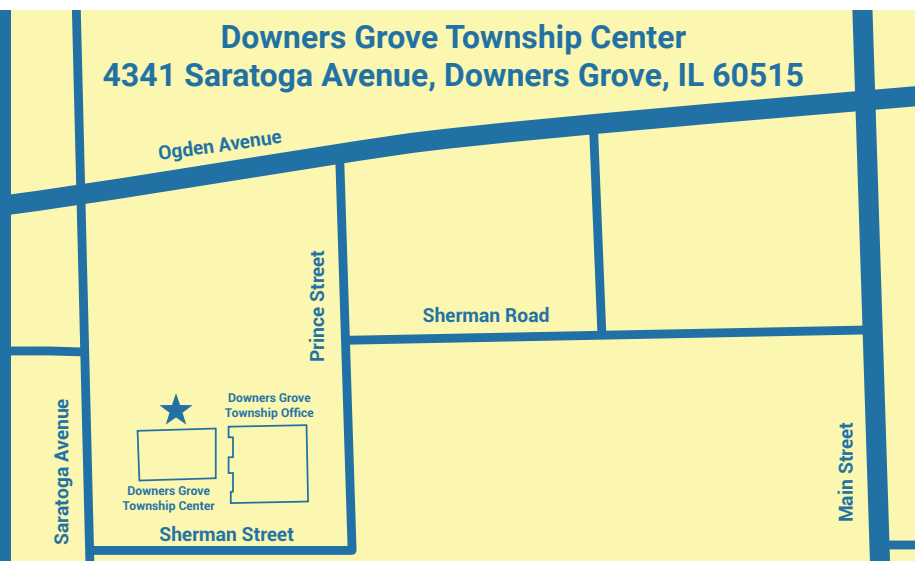 Downers Grove Township Center
4341 Saratoga Avenue, Downers Grove, IL 60515
Ogden Avenue
Prince Street
Sherman Road
Downers Grove
Township Office
Saratoga Avenue
Main Street
Downers Grove
Township Center
Sherman Street